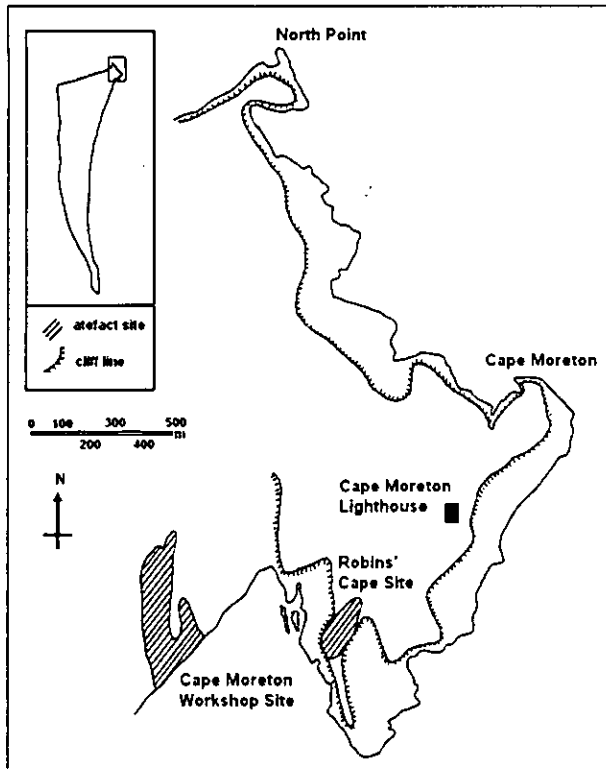 North Point
atefact site
cliff line
Cape Moreton
0 100 300 500
m
200 400
N
Cape Moreton
Lighthouse
Robins'
Cape Site
Cape Moreton
Workshop Site